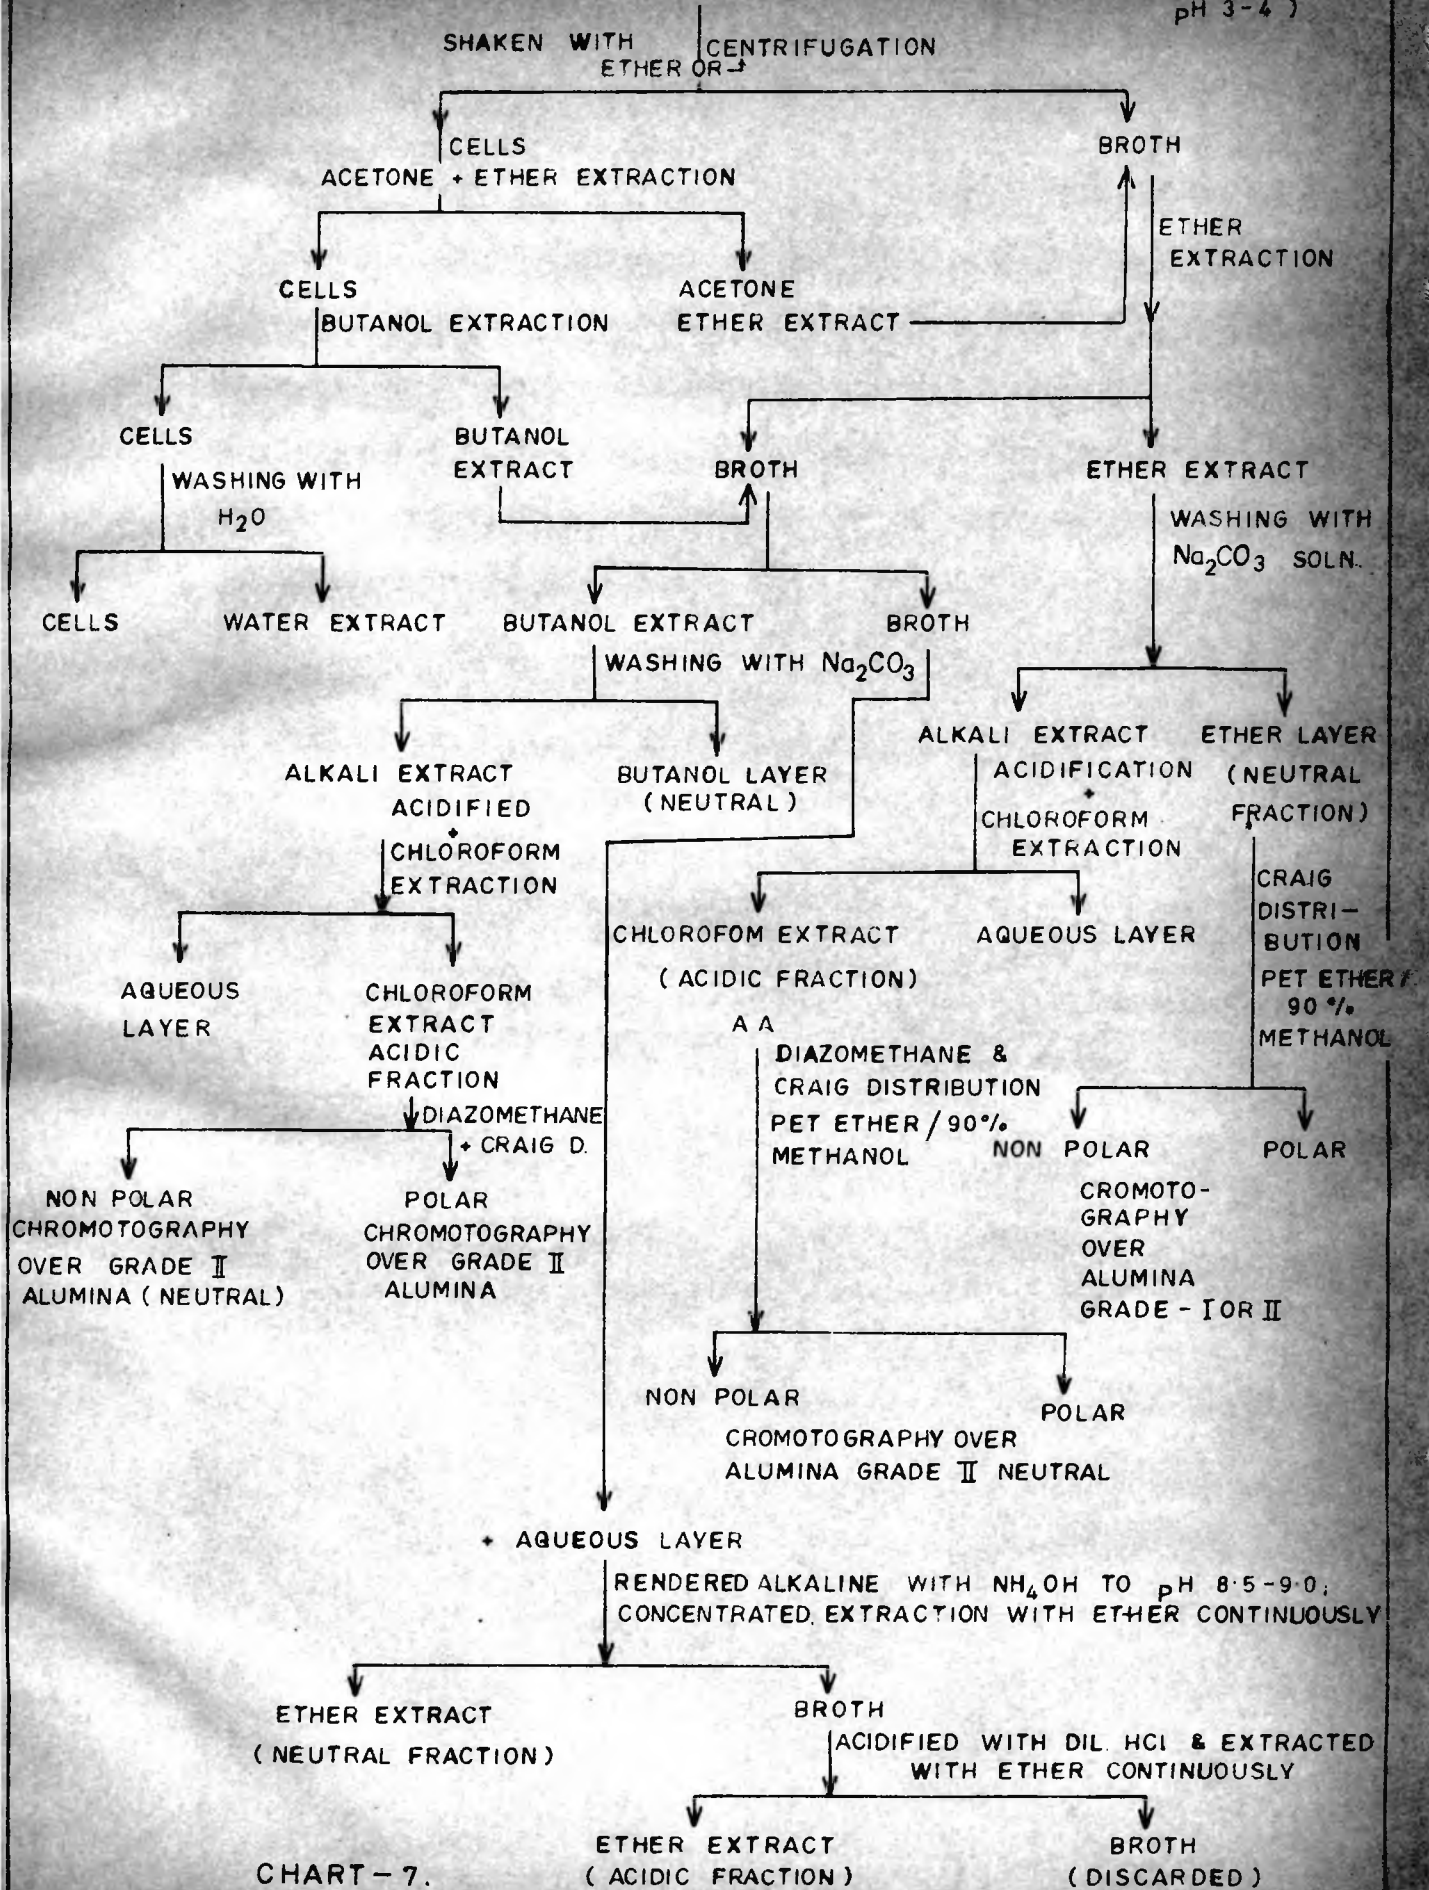 pH 3-4 )
SHAKEN WITH CENTRIFUGATION
ETHER OR
CELLS
BROTH
ACETONE + ETHER EXTRACTION
ETHER
EXTRACTION
CELLS
BUTANOL EXTRACTION
ACETONE
ETHER EXTRACT
CELLS
WASHING WITH
H2O
BUTANOL
EXTRACT
BROTH
ETHER EXTRACT
WASHING WITH
Na2CO3 SOLN.
CELLS
WATER EXTRACT
BUTANOL EXTRACT
BROTH
WASHING WITH Na2CO3
ALKALI EXTRACT
ACIDIFIED
+
CHLOROFORM
EXTRACTION
BUTANOL LAYER
(NEUTRAL)
ALKALI EXTRACT
ACIDIFICATION
+
CHLOROFORM
EXTRACTION
ETHER LAYER
(NEUTRAL
FRACTION)
CRAIG
DISTRI-
BUTION
PET ETHER/
90 %
METHANOL
AQUEOUS
LAYER
CHLOROFORM
EXTRACT
ACIDIC
FRACTION
DIAZOMETHANE
+ CRAIG D.
CHLOROFOM EXTRACT
(ACIDIC FRACTION)
A A
AQUEOUS LAYER
DIAZOMETHANE &
CRAIG DISTRIBUTION
PET ETHER / 90%
METHANOL
NON POLAR
CROMOTO-
GRAPHY
OVER
ALUMINA
GRADE - I OR II
POLAR
NON POLAR
CHROMOTOGRAPHY
OVER GRADE II
ALUMINA (NEUTRAL)
POLAR
CHROMOTOGRAPHY
OVER GRADE II
ALUMINA
NON POLAR
POLAR
CROMOTOGRAPHY OVER
ALUMINA GRADE II NEUTRAL
+ AQUEOUS LAYER
RENDERED ALKALINE WITH NH4OH TO pH 8·5-9·0;
CONCENTRATED. EXTRACTION WITH ETHER CONTINUOUSLY
ETHER EXTRACT
(NEUTRAL FRACTION)
BROTH
ACIDIFIED WITH DIL. HCl & EXTRACTED
WITH ETHER CONTINUOUSLY
ETHER EXTRACT
(ACIDIC FRACTION)
BROTH
(DISCARDED)
CHART-7.